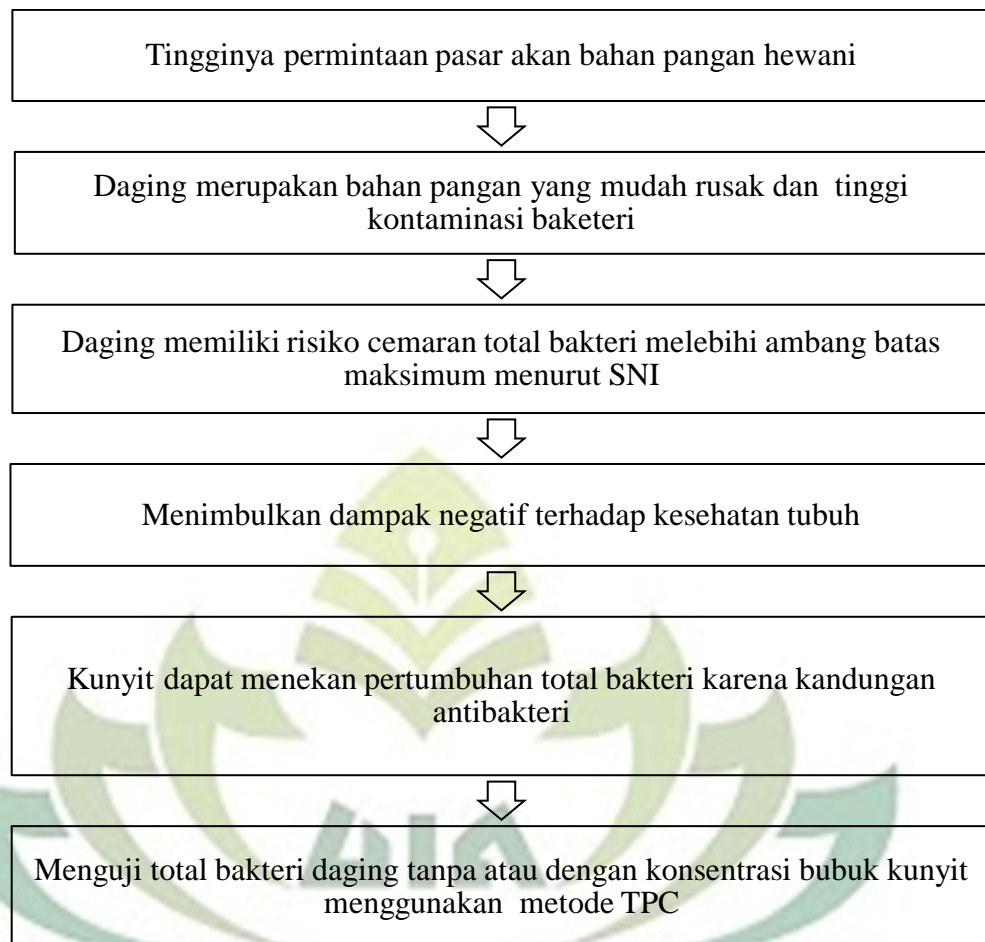 Tingginya permintaan pasar akan bahan pangan hewani
Daging merupakan bahan pangan yang mudah rusak dan tinggi
kontaminasi baketeri
Daging memiliki risiko cemaran total bakteri melebihi ambang batas
maksimum menurut SNI
Menimbulkan dampak negatif terhadap kesehatan tubuh
Kunyit dapat menekan pertumbuhan total bakteri karena kandungan
antibakteri
Menguji total bakteri daging tanpa atau dengan konsentrasi bubuk kunyit
menggunakan metode TPC